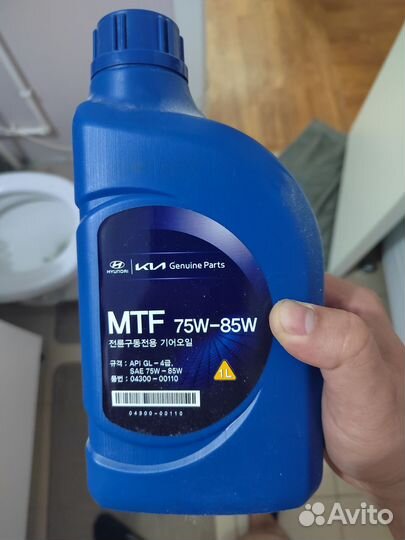 HYUNDAI KIA Genuine Parts
MTF 75W-85W
전륜구동전용 기어오일
규격 : API GL - 4급,
SAE 75W - 85W
품번 : 04300 - 00110
1L
04300-00110
Avito